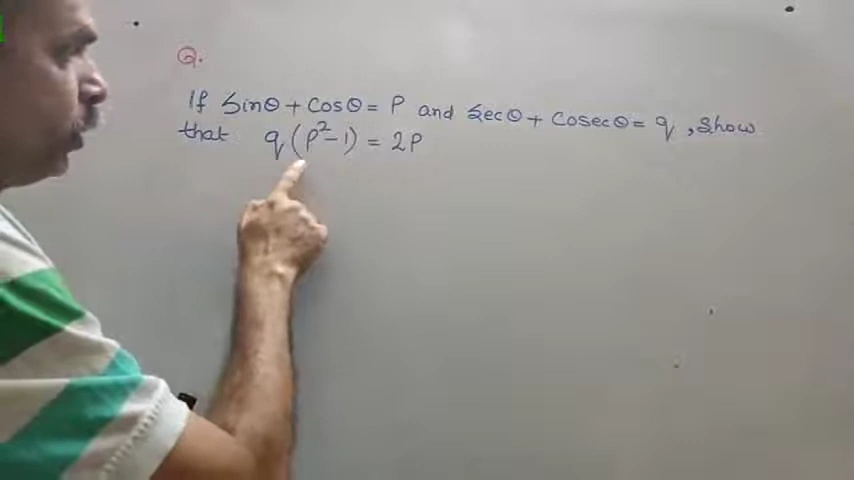 Q.
If Sinθ + Cosθ = P and Secθ + Cosecθ = q, Show
that q(P²-1) = 2P